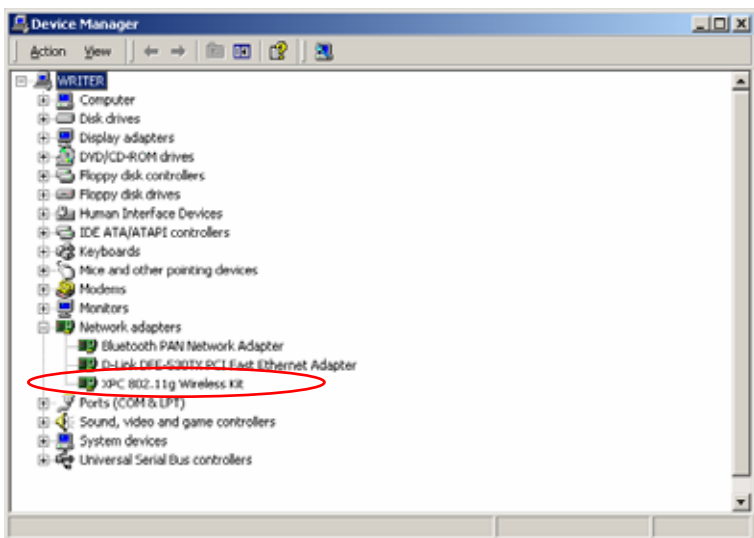 Device Manager
Action View
WRITER
Computer
Disk drives
Display adapters
DVD/CD-ROM drives
Floppy disk controllers
Floppy disk drives
Human Interface Devices
IDE ATA/ATAPI controllers
Keyboards
Mice and other pointing devices
Modems
Monitors
Network adapters
Bluetooth PAN Network Adapter
D-Link DFE-530TX PCI Fast Ethernet Adapter
XPC 802.11g Wireless Kit
Ports (COM & LPT)
Sound, video and game controllers
System devices
Universal Serial Bus controllers